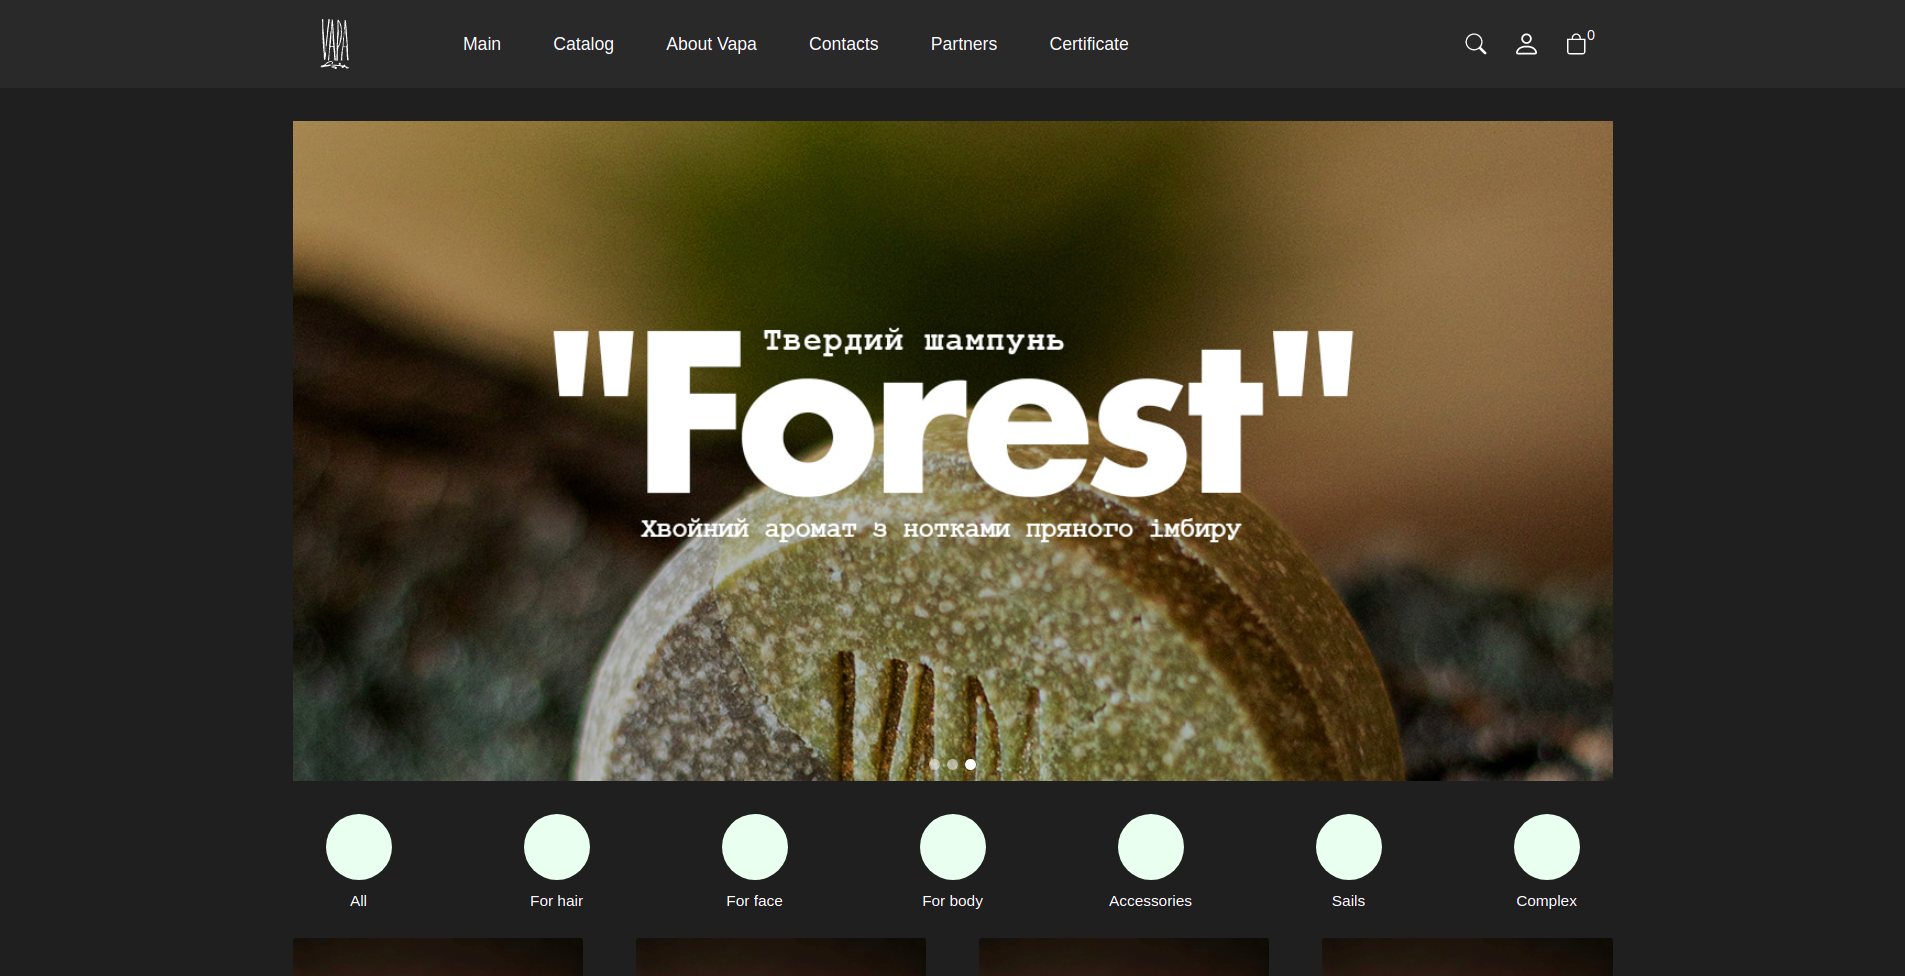 VAPA
Main
Catalog
About Vapa
Contacts
Partners
Certificate
0
Твердий шампунь
"Forest"
Хвойний аромат з нотками пряного імбиру
VAPA
All
For hair
For face
For body
Accessories
Sails
Complex